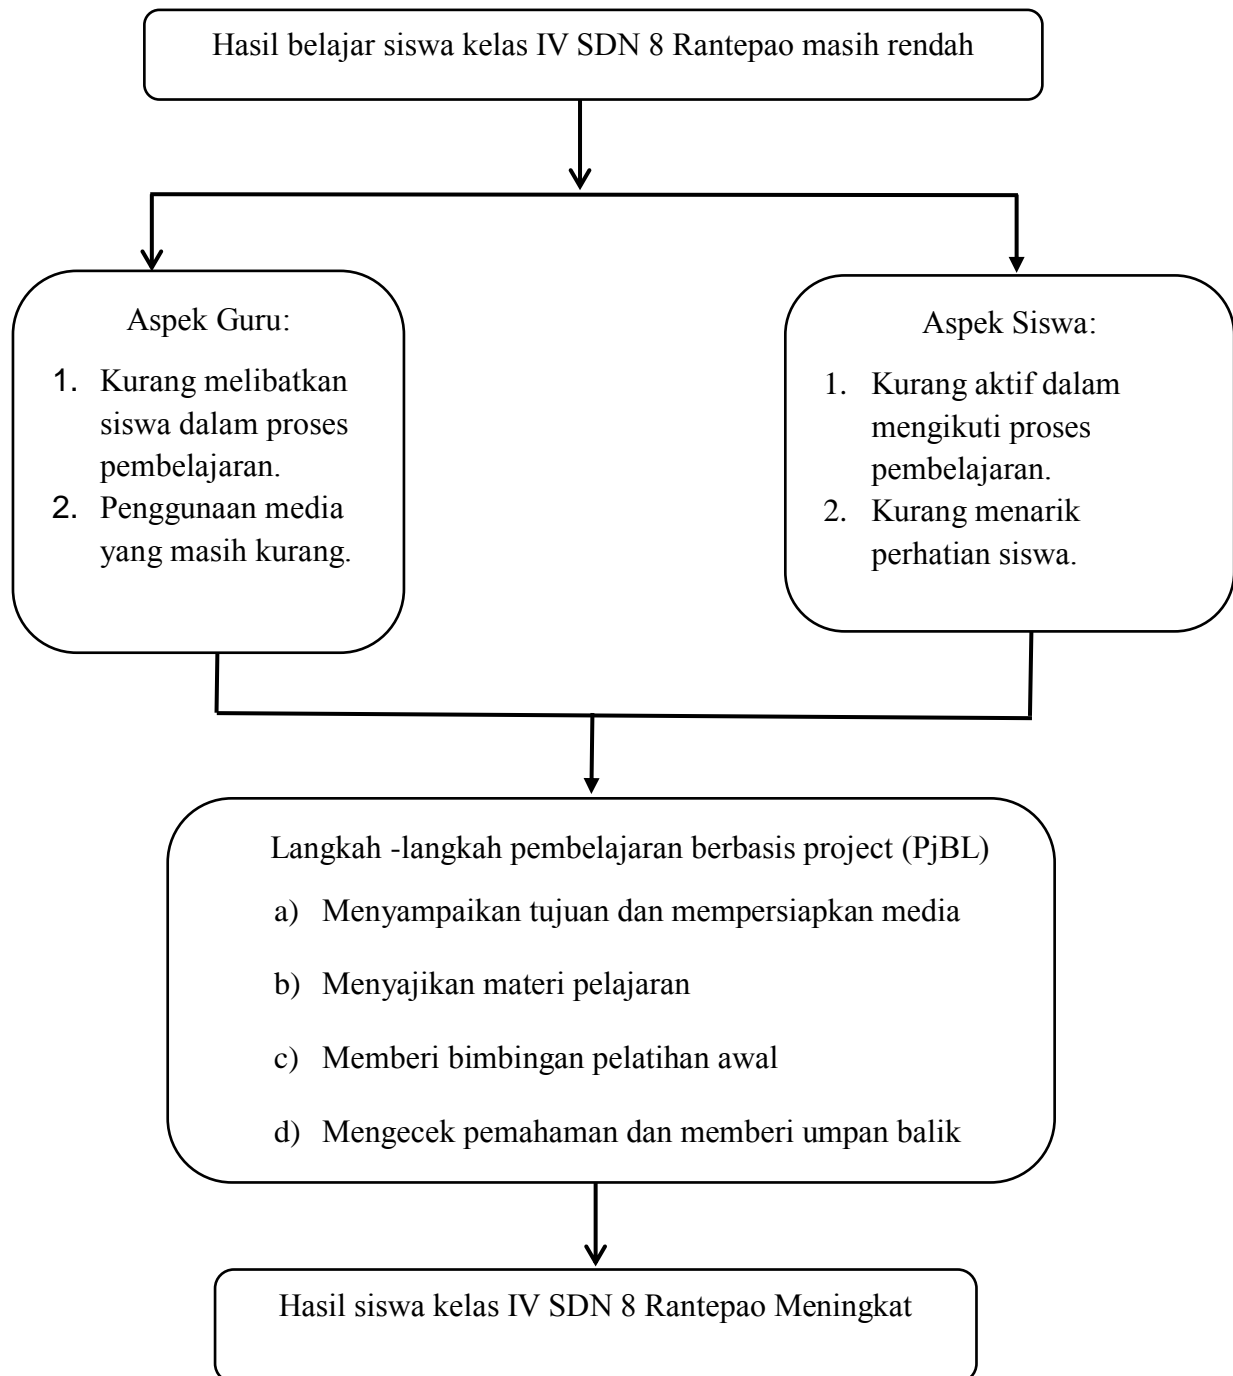 Hasil belajar siswa kelas IV SDN 8 Rantepao masih rendah
Aspek Guru:
1. Kurang melibatkan
siswa dalam proses
pembelajaran.
2. Penggunaan media
yang masih kurang.
Aspek Siswa:
1. Kurang aktif dalam
mengikuti proses
pembelajaran.
2. Kurang menarik
perhatian siswa.
Langkah -langkah pembelajaran berbasis project (PjBL)
a) Menyampaikan tujuan dan mempersiapkan media
b) Menyajikan materi pelajaran
c) Memberi bimbingan pelatihan awal
d) Mengecek pemahaman dan memberi umpan balik
Hasil siswa kelas IV SDN 8 Rantepao Meningkat